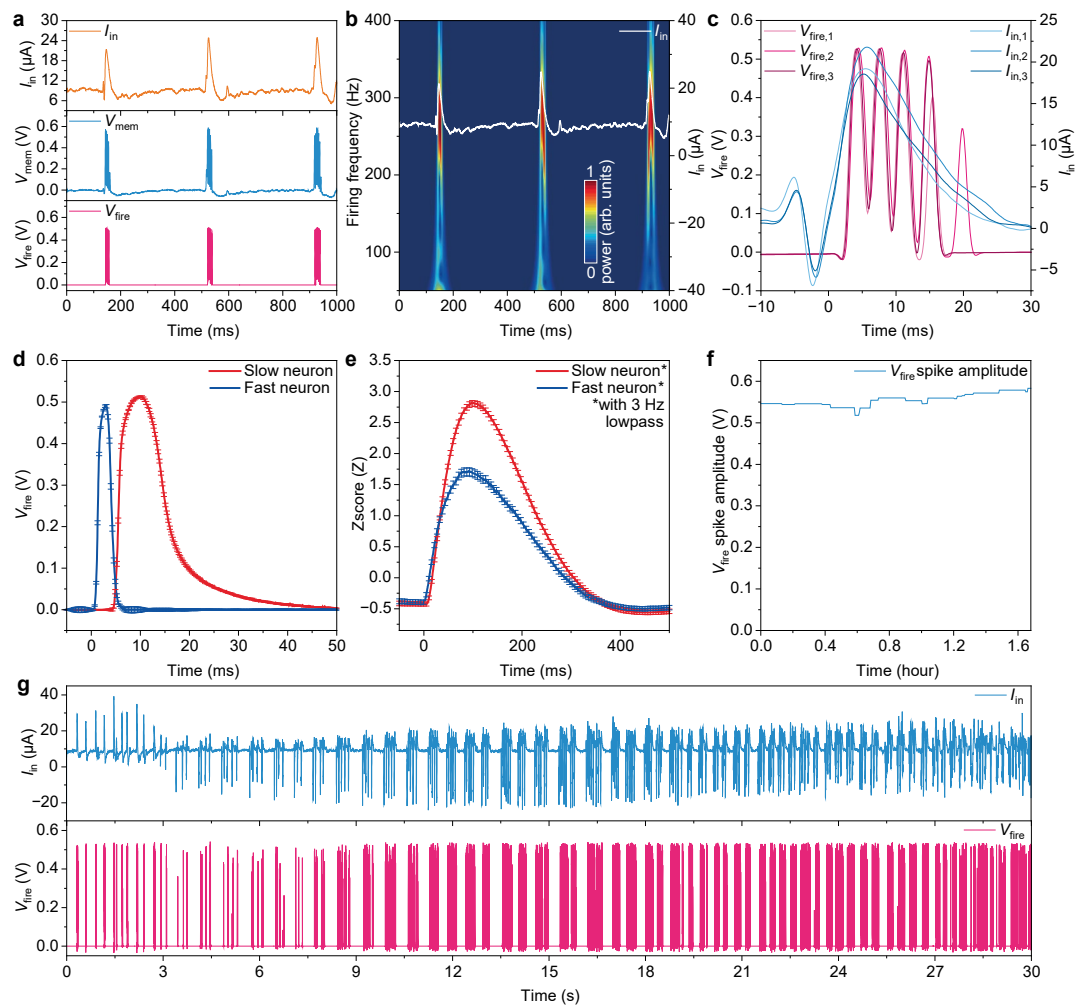 a
I_in (μA)
30
24
18
12
6
I_in
V_mem (V)
0.6
0.3
0.0
V_mem
V_fire (V)
0.6
0.4
0.2
0.0
V_fire
0 200 400 600 800 1000
Time (ms)
b
Firing frequency (Hz)
400
300
200
100
I_in
1
0
power (arb. units)
40
20
0
−20
−40
I_in (μA)
0 200 400 600 800 1000
Time (ms)
c
V_fire (V)
0.6
0.5
0.4
0.3
0.2
0.1
0.0
−0.1
V_fire,1
V_fire,2
V_fire,3
I_in,1
I_in,2
I_in,3
25
20
15
10
5
0
−5
I_in (μA)
−10 0 10 20 30
Time (ms)
d
V_fire (V)
0.6
0.5
0.4
0.3
0.2
0.1
0.0
Slow neuron
Fast neuron
0 10 20 30 40 50
Time (ms)
e
Zscore (Z)
3.5
3.0
2.5
2.0
1.5
1.0
0.5
0.0
−0.5
Slow neuron*
Fast neuron*
*with 3 Hz
lowpass
0 200 400
Time (ms)
f
V_fire spike amplitude (V)
0.6
0.5
0.4
0.3
0.2
0.1
0.0
V_fire spike amplitude
0.0 0.4 0.8 1.2 1.6
Time (hour)
g
I_in (μA)
40
20
0
−20
I_in
V_fire (V)
0.6
0.4
0.2
0.0
V_fire
0 3 6 9 12 15 18 21 24 27 30
Time (s)